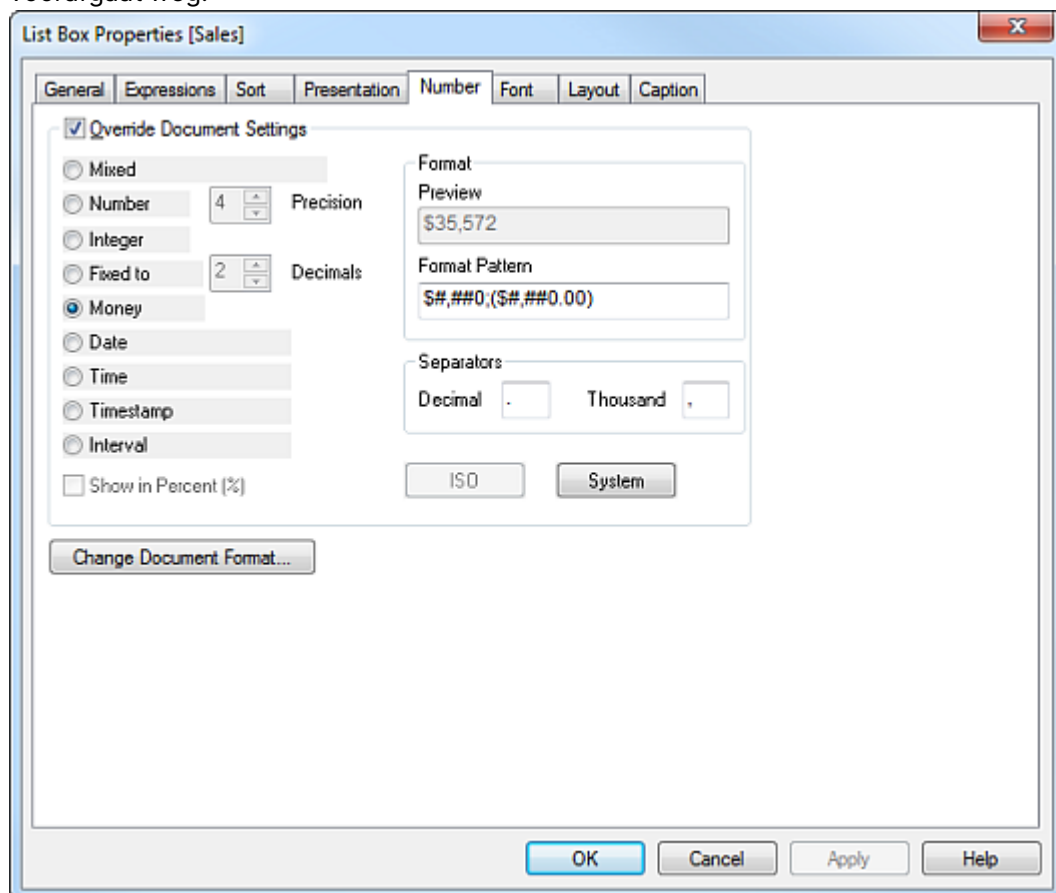 List Box Properties [Sales]
General Expressions Sort Presentation Number Font Layout Caption
Override Document Settings
Mixed
Number 4 Precision
Integer
Fixed to 2 Decimals
Money
Date
Time
Timestamp
Interval
Show in Percent (%)
Format
Preview
$35,572
Format Pattern
$#,##0;($#,##0.00)
Separators
Decimal . Thousand ,
ISO System
Change Document Format...
OK Cancel Apply Help